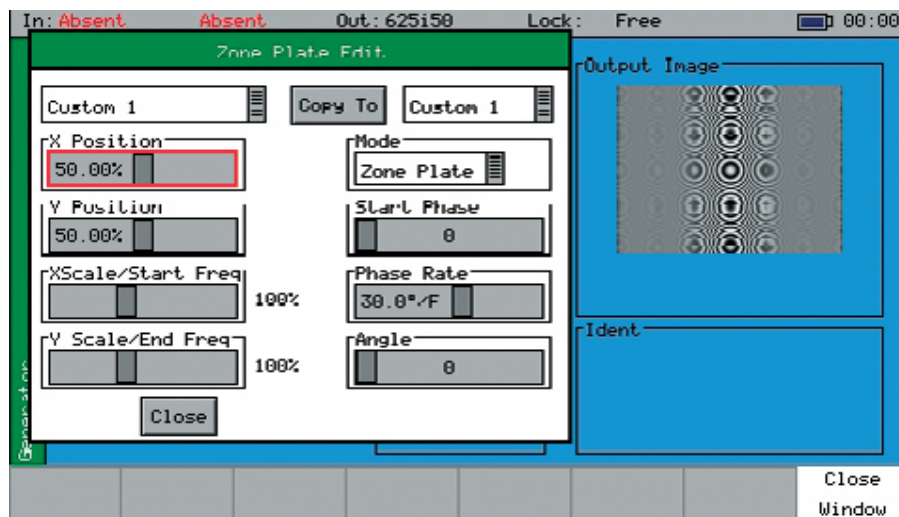 In: Absent Absent Out: 625i50 Lock: Free 00:00
Zone Plate Edit
Custom 1 Copy To Custom 1
X Position
50.00%
Mode
Zone Plate
Y Position
50.00%
Start Phase
0
XScale/Start Freq
100%
Phase Rate
30.0°/F
Y Scale/End Freq
100%
Angle
0
Close
Output Image
Ident
Generator
Close
Window